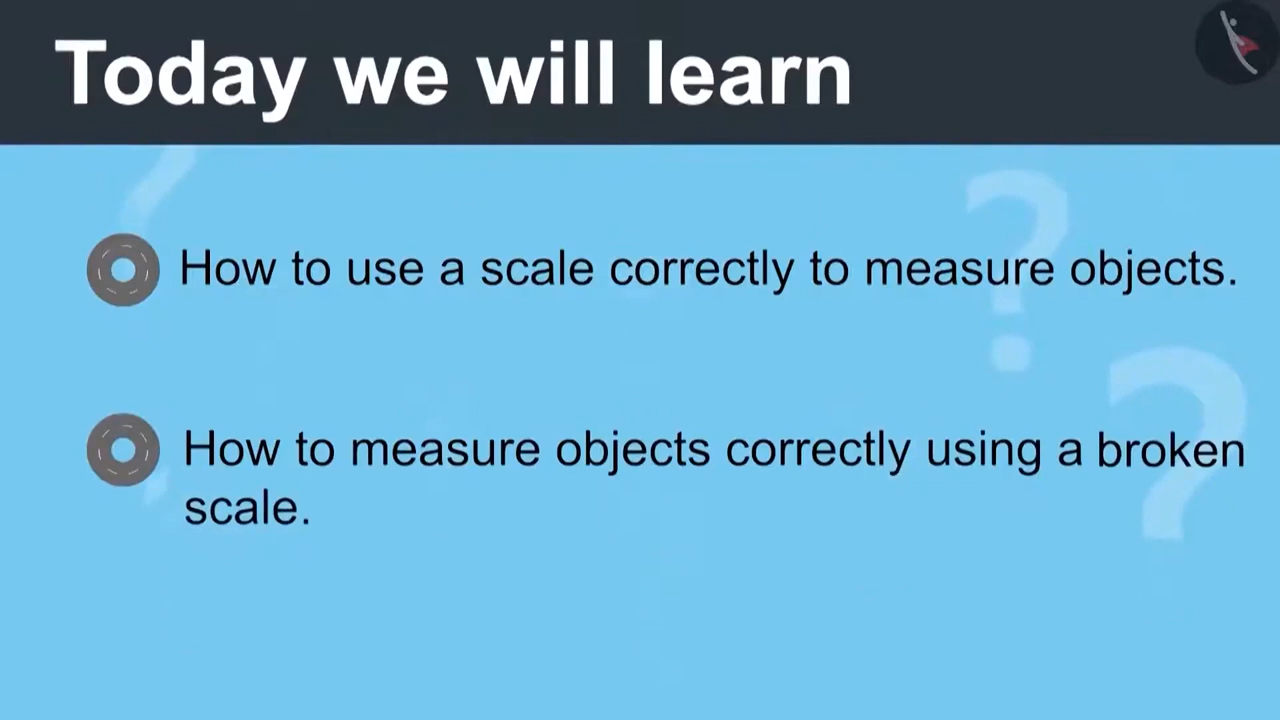 Today we will learn
How to use a scale correctly to measure objects.
How to measure objects correctly using a broken
scale.